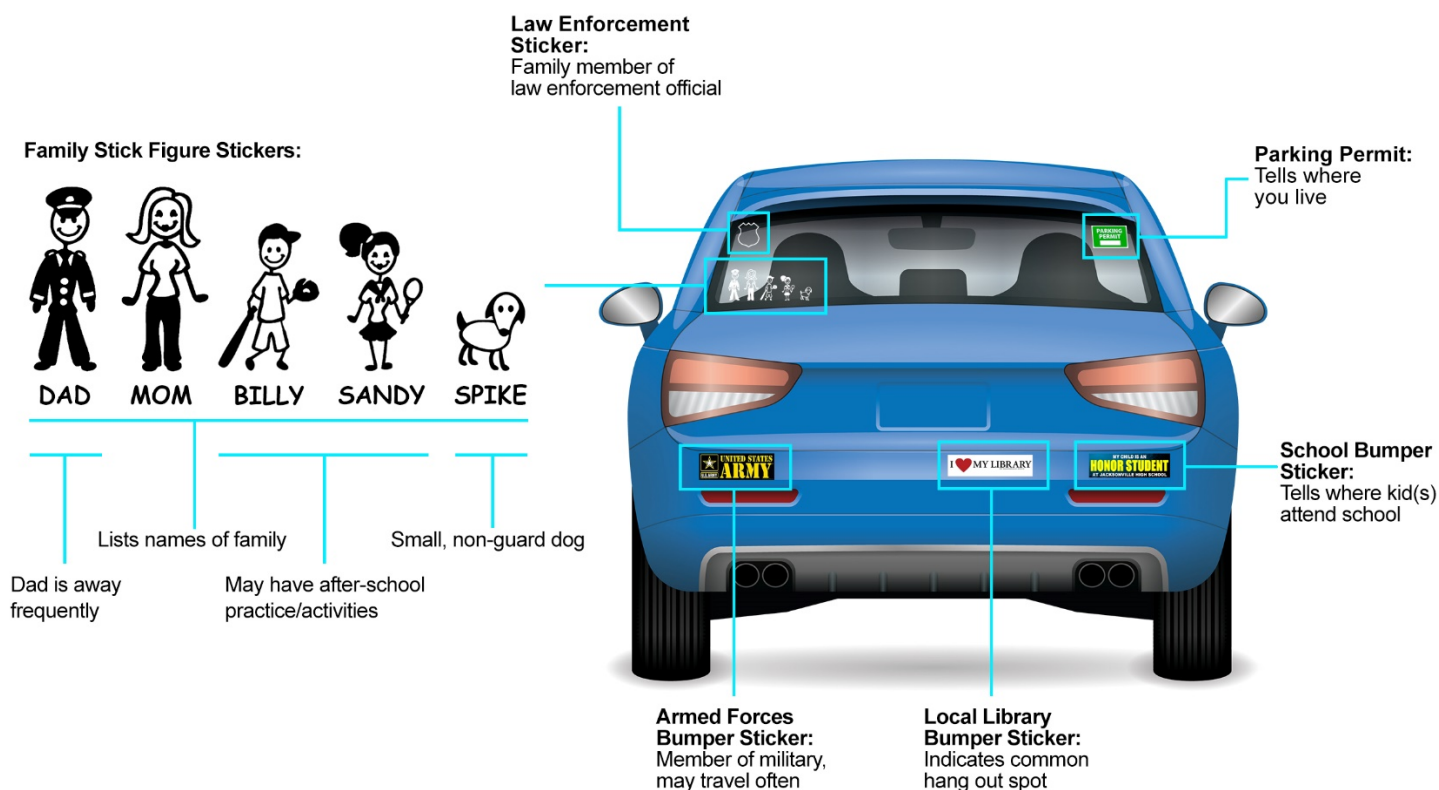 Law Enforcement
Sticker:
Family member of
law enforcement official
Family Stick Figure Stickers:
DAD
MOM
BILLY
SANDY
SPIKE
Lists names of family
Small, non-guard dog
Dad is away
frequently
May have after-school
practice/activities
Parking Permit:
Tells where
you live
PARKING
PERMIT
UNITED STATES
ARMY
U.S.ARMY
I MY LIBRARY
MY CHILD IS AN
HONOR STUDENT
AT JACKSONVILLE HIGH SCHOOL
School Bumper
Sticker:
Tells where kid(s)
attend school
Armed Forces
Bumper Sticker:
Member of military,
may travel often
Local Library
Bumper Sticker:
Indicates common
hang out spot